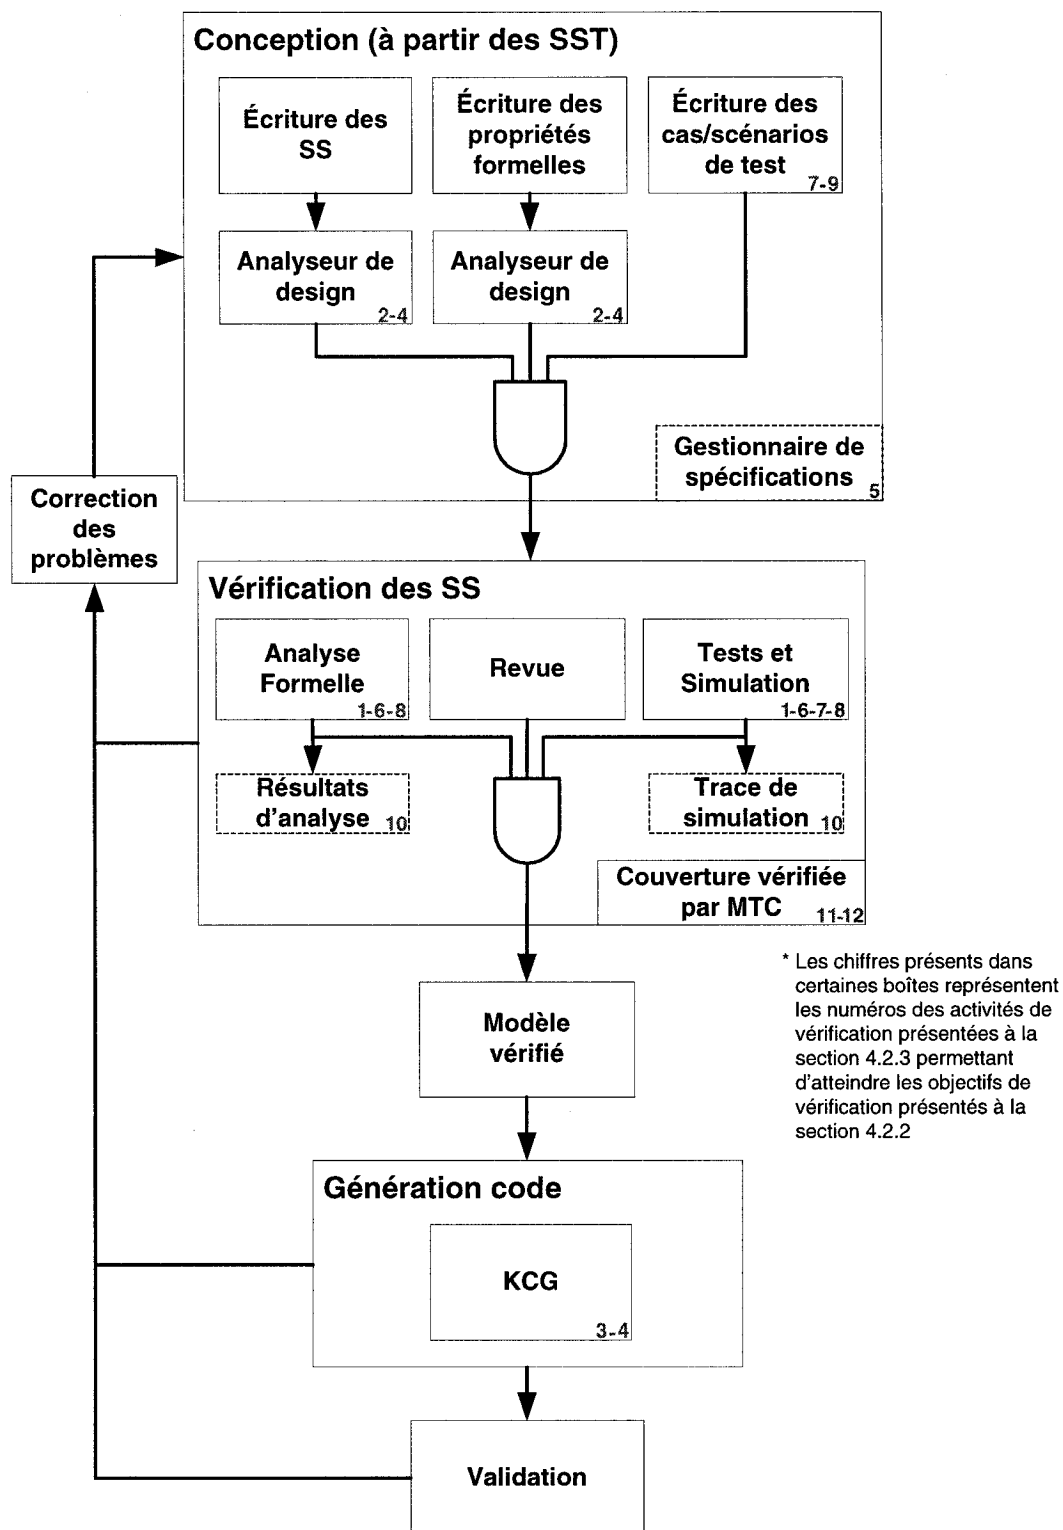 Conception (à partir des SST)
Écriture des
SS
Écriture des
propriétés
formelles
Écriture des
cas/scénarios
de test
7-9
Analyseur de
design
2-4
Analyseur de
design
2-4
Gestionnaire de
spécifications
5
Correction
des
problèmes
Vérification des SS
Analyse
Formelle
1-6-8
Revue
Tests et
Simulation
1-6-7-8
Résultats
d'analyse
10
Trace de
simulation
10
Couverture vérifiée
par MTC
11-12
* Les chiffres présents dans
certaines boîtes représentent
les numéros des activités de
vérification présentées à la
section 4.2.3 permettant
d'atteindre les objectifs de
vérification présentés à la
section 4.2.2
Modèle
vérifié
Génération code
KCG
3-4
Validation